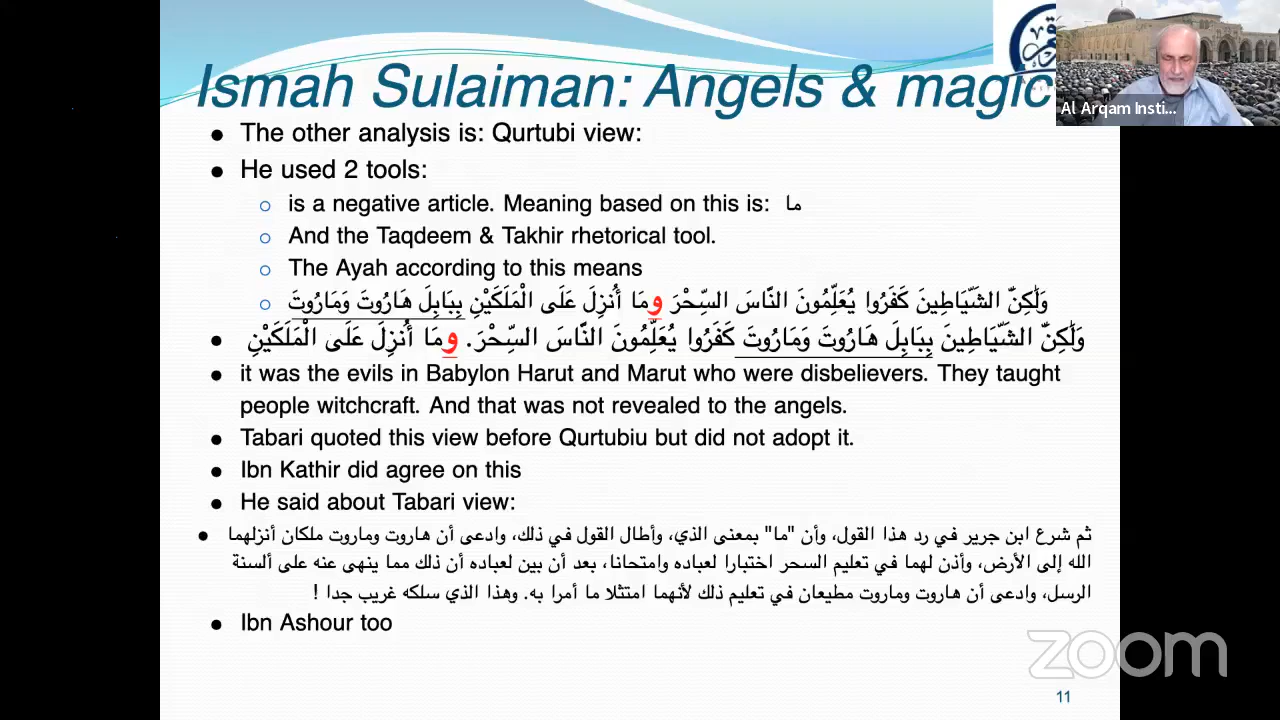 Ismah Sulaiman: Angels & magic
Al Arqam Insti...
● The other analysis is: Qurtubi view:
● He used 2 tools:
○ is a negative article. Meaning based on this is: ما
○ And the Taqdeem & Takhir rhetorical tool.
○ The Ayah according to this means
○ وَلَٰكِنَّ الشَّيَاطِينَ كَفَرُوا يُعَلِّمُونَ النَّاسَ السِّحْرَ وَمَا أُنزِلَ عَلَى الْمَلَكَيْنِ بِبَابِلَ هَارُوتَ وَمَارُوتَ
● وَلَٰكِنَّ الشَّيَاطِينَ بِبَابِلَ هَارُوتَ وَمَارُوتَ كَفَرُوا يُعَلِّمُونَ النَّاسَ السِّحْرَ. وَمَا أُنزِلَ عَلَى الْمَلَكَيْنِ
● it was the evils in Babylon Harut and Marut who were disbelievers. They taught
people witchcraft. And that was not revealed to the angels.
● Tabari quoted this view before Qurtubiu but did not adopt it.
● Ibn Kathir did agree on this
● He said about Tabari view:
● ثم شرع ابن جرير في رد هذا القول، وأن "ما" بمعنى الذي، وأطال القول في ذلك، وادعى أن هاروت وماروت ملكان أنزلهما
الله إلى الأرض، وأذن لهما في تعليم السحر اختبارا لعباده وامتحانا، بعد أن بين لعباده أن ذلك مما ينهى عنه على ألسنة
الرسل، وادعى أن هاروت وماروت مطيعان في تعليم ذلك لأنهما امتثلا ما أمرا به. وهذا الذي سلكه غريب جدا !
● Ibn Ashour too
zoom
11